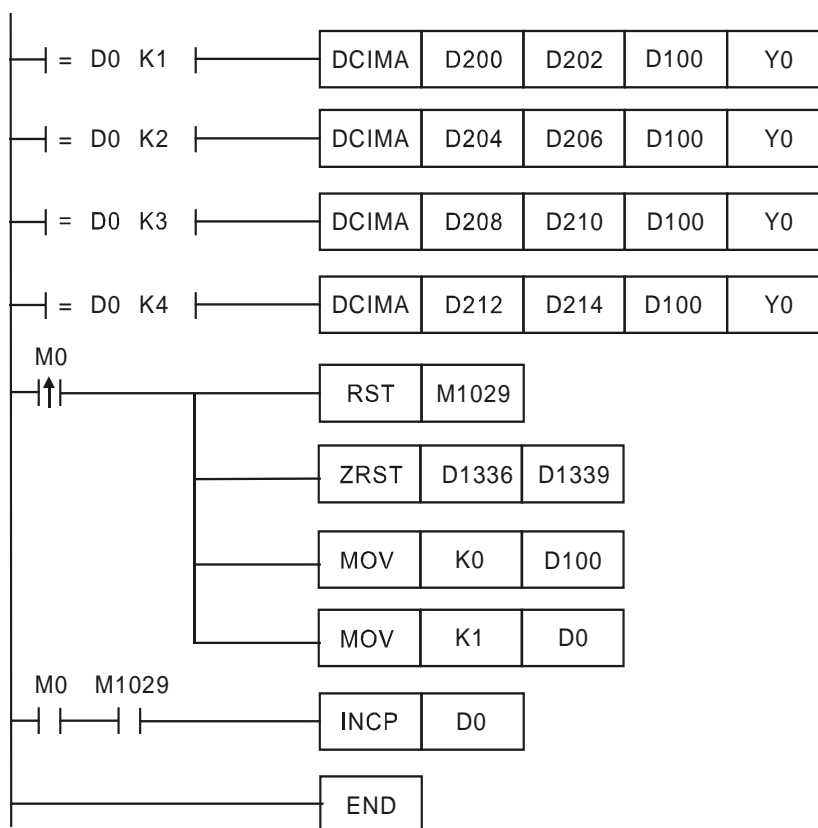 = D0 K1 DCIMA D200 D202 D100 Y0
= D0 K2 DCIMA D204 D206 D100 Y0
= D0 K3 DCIMA D208 D210 D100 Y0
= D0 K4 DCIMA D212 D214 D100 Y0
M0
RST M1029
ZRST D1336 D1339
MOV K0 D100
MOV K1 D0
M0 M1029
INCP D0
END